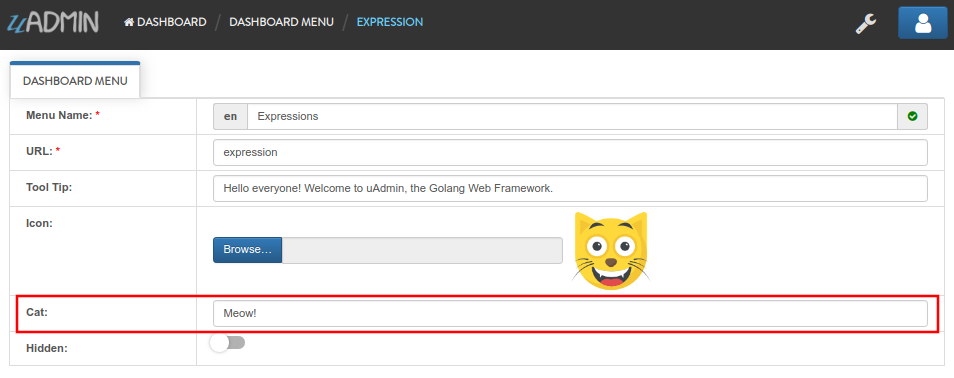 uADMIN DASHBOARD / DASHBOARD MENU / EXPRESSION
DASHBOARD MENU
Menu Name: * en Expressions
URL: * expression
Tool Tip: Hello everyone! Welcome to uAdmin, the Golang Web Framework.
Icon:
Browse...
Cat: Meow!
Hidden: